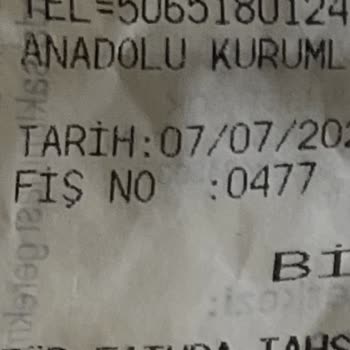 TEL=5065180124
ANADOLU KURUML
TARİH:07/07/202
FİŞ NO :0477
Bİ